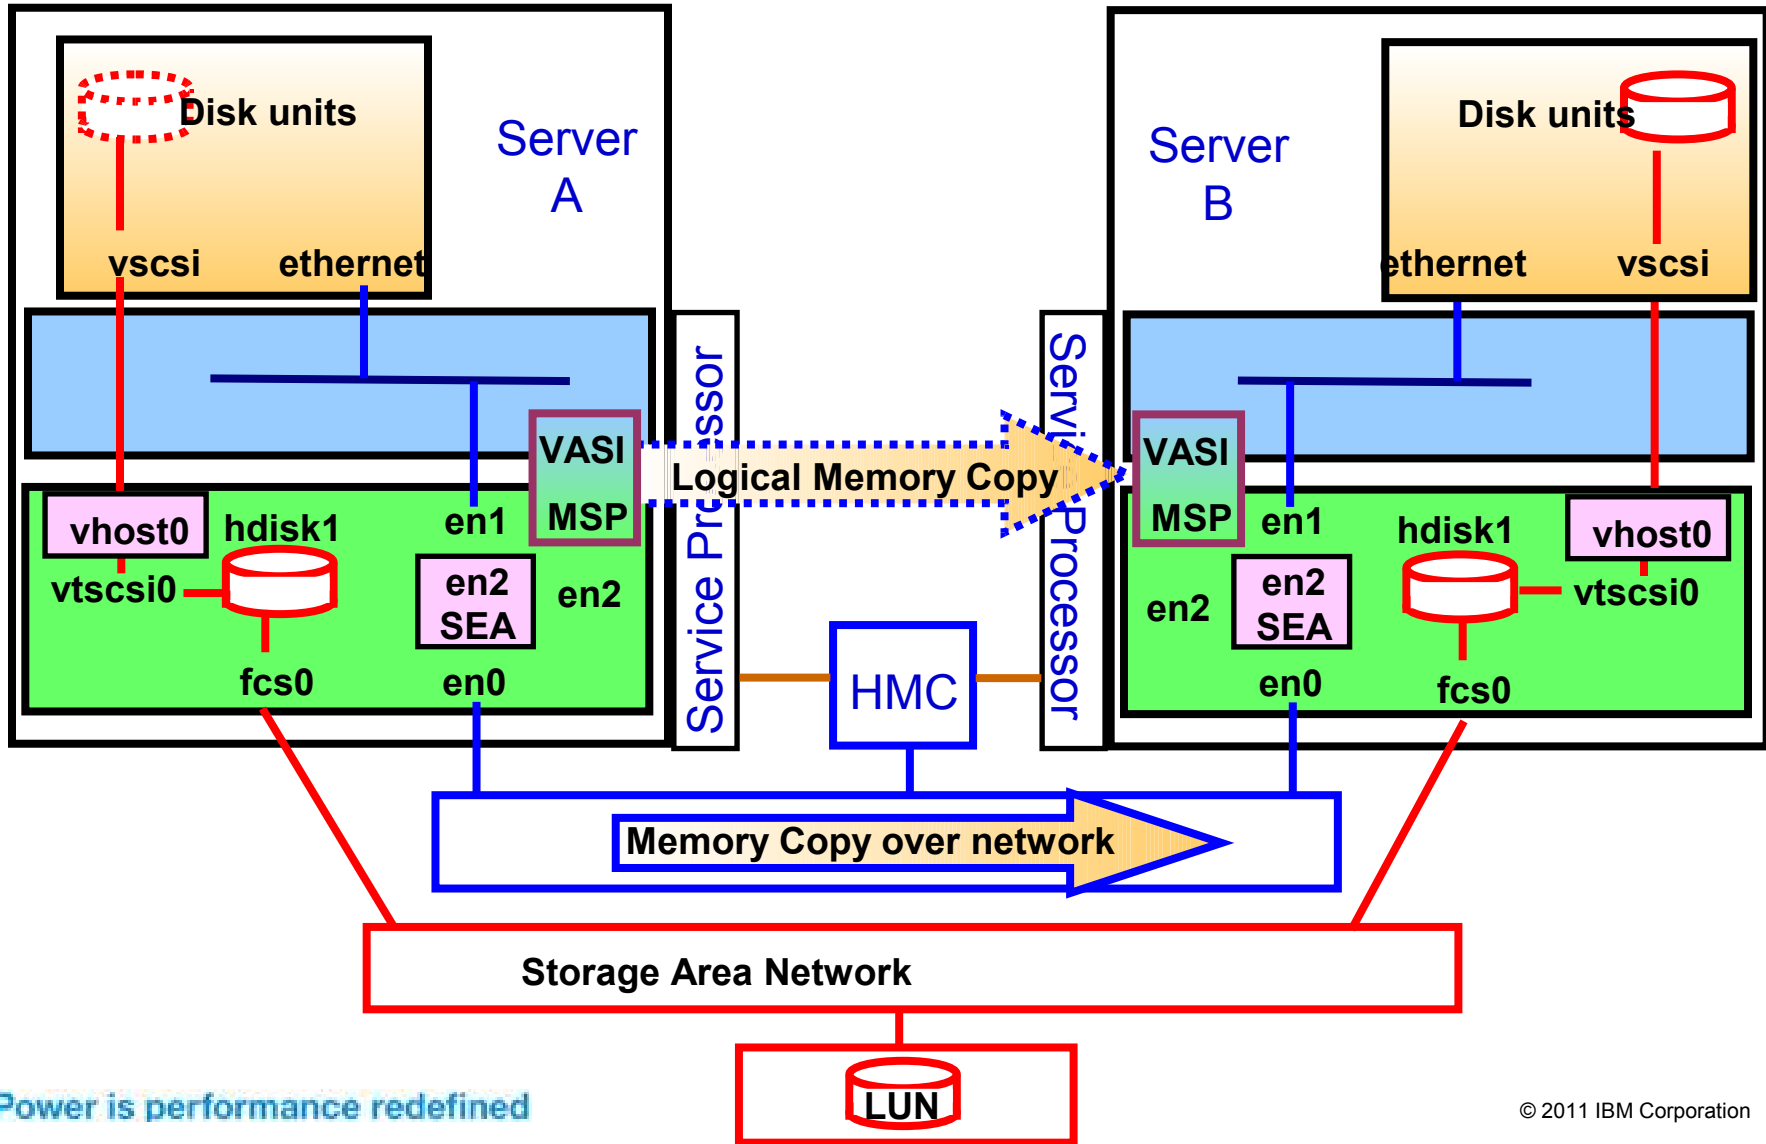 Disk units
Server
A
vscsi
ethernet
Service Processor
VASI
MSP
vhost0
hdisk1
en1
vtscsi0
en2
SEA
en2
fcs0
en0
Logical Memory Copy
HMC
Server
B
Disk units
ethernet
vscsi
Service Processor
VASI
MSP
en1
hdisk1
vhost0
en2
en2
SEA
vtscsi0
en0
fcs0
Memory Copy over network
Storage Area Network
LUN
Power is performance redefined
© 2011 IBM Corporation